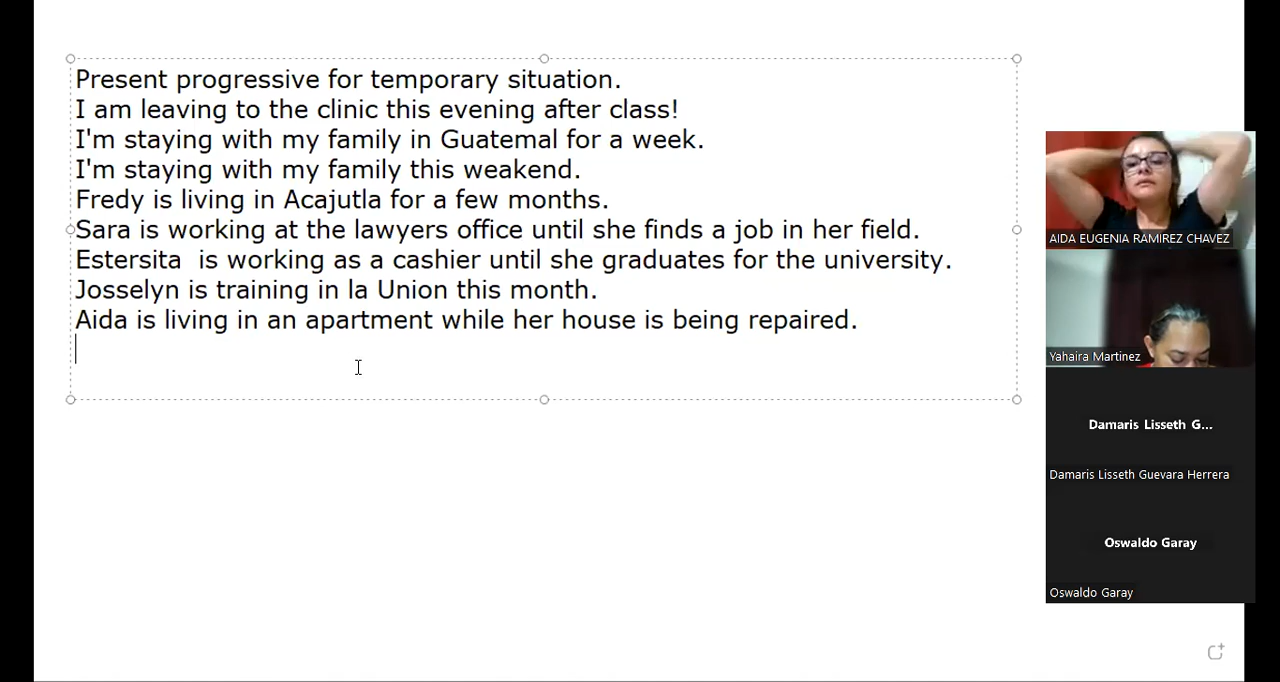 Present progressive for temporary situation.
I am leaving to the clinic this evening after class!
I'm staying with my family in Guatemal for a week.
I'm staying with my family this weakend.
Fredy is living in Acajutla for a few months.
Sara is working at the lawyers office until she finds a job in her field.
Estersita  is working as a cashier until she graduates for the university.
Josselyn is training in la Union this month.
Aida is living in an apartment while her house is being repaired.
AIDA EUGENIA RAMIREZ CHAVEZ
Yahaira Martinez
Damaris Lisseth G...
Damaris Lisseth Guevara Herrera
Oswaldo Garay
Oswaldo Garay